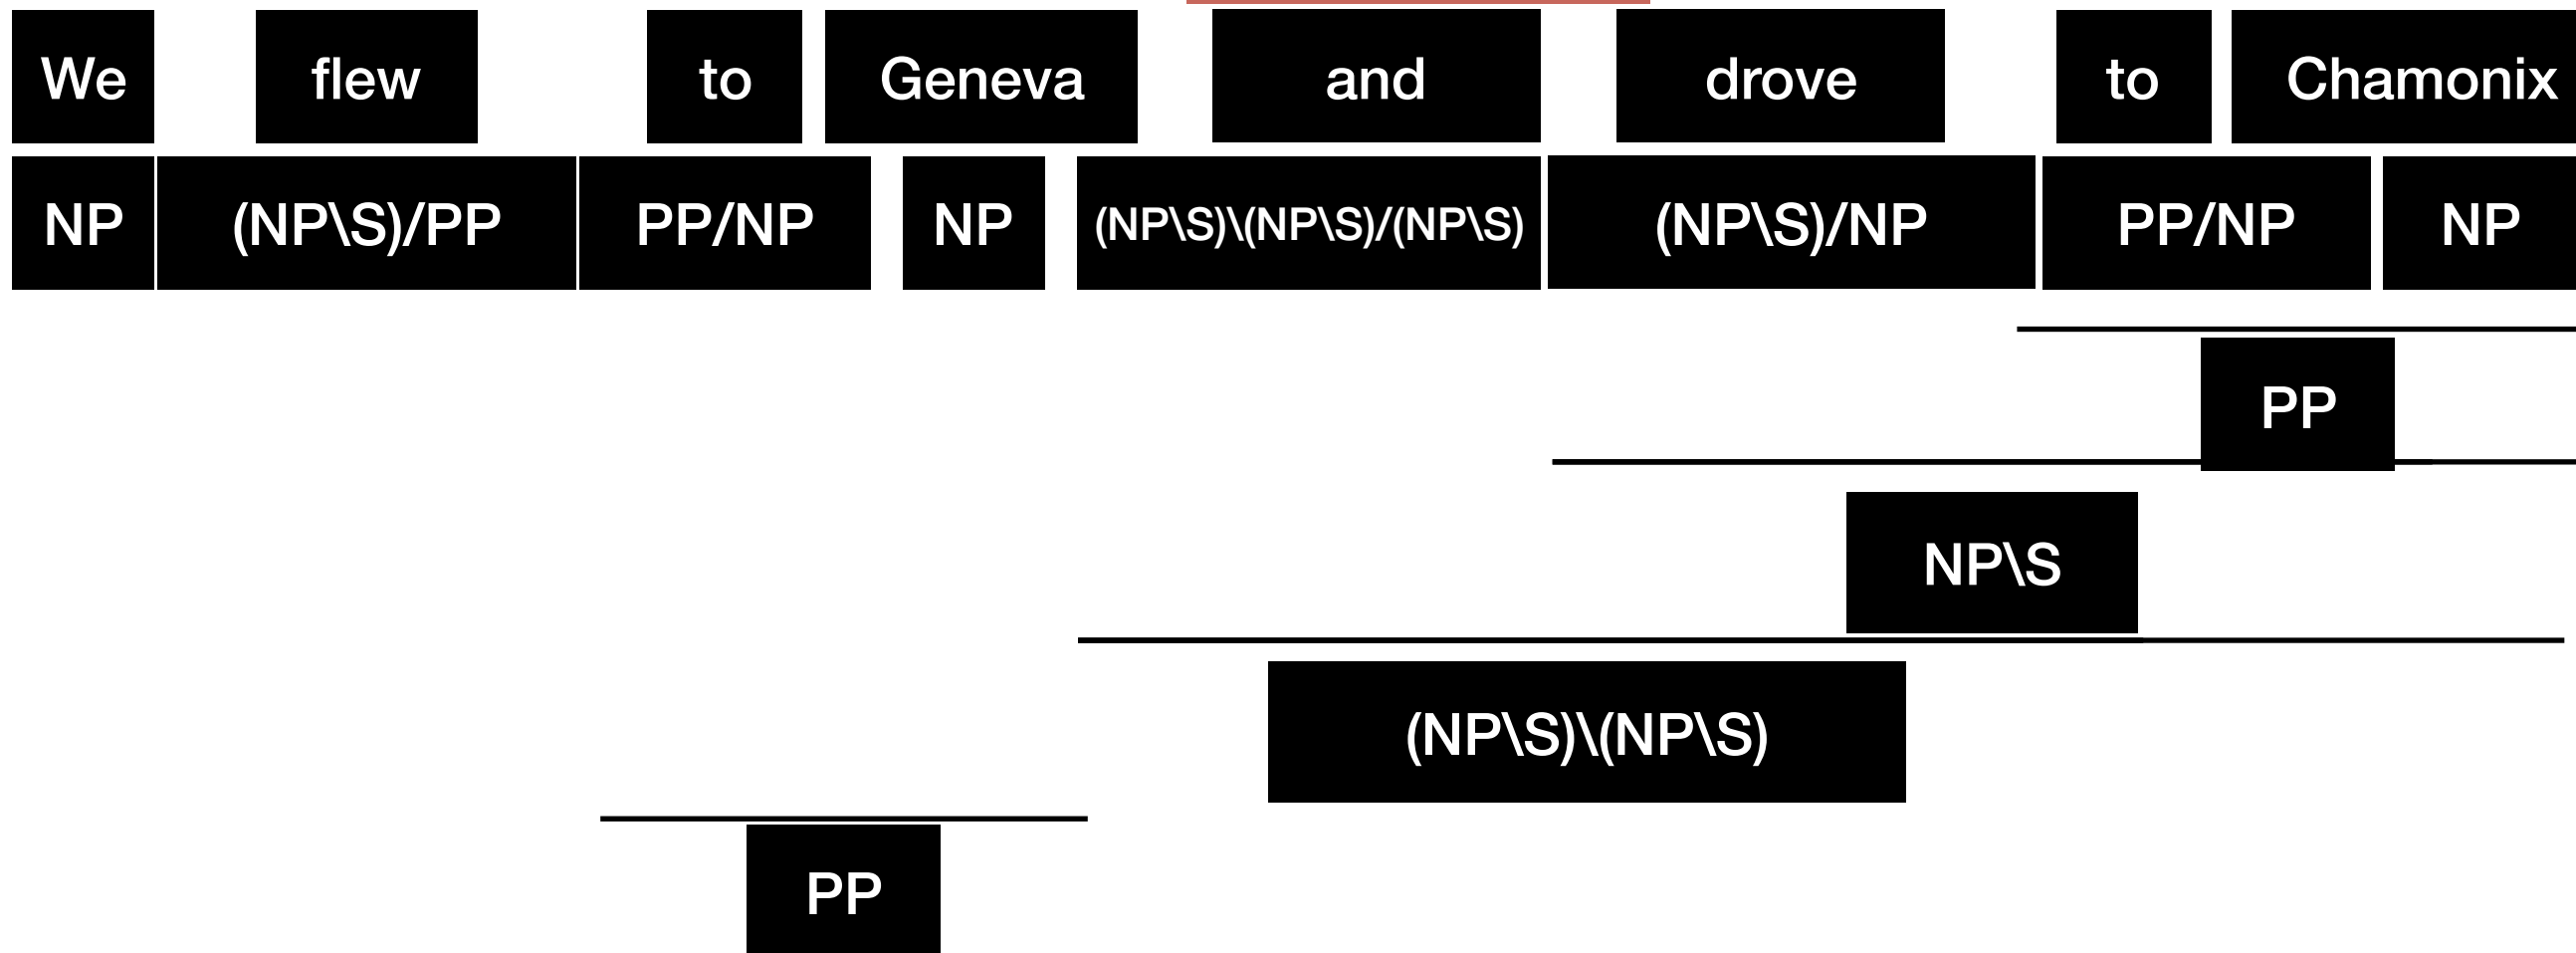 We flew to Geneva and drove to Chamonix
NP (NP\S)/PP PP/NP NP (NP\S)\(NP\S)/(NP\S) (NP\S)/NP PP/NP NP
PP
NP\S
(NP\S)\(NP\S)
PP